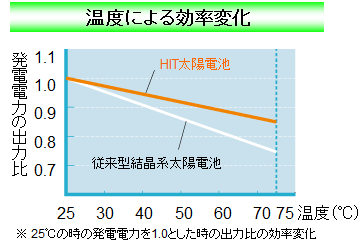 温度による効率変化
発電電力の出力比
1.1
1.0
0.9
0.8
0.7
HIT太陽電池
従来型結晶系太陽電池
25 30 40 50 60 70 75 温度(℃)
※ 25℃の時の発電電力を1.0とした時の出力比の効率変化